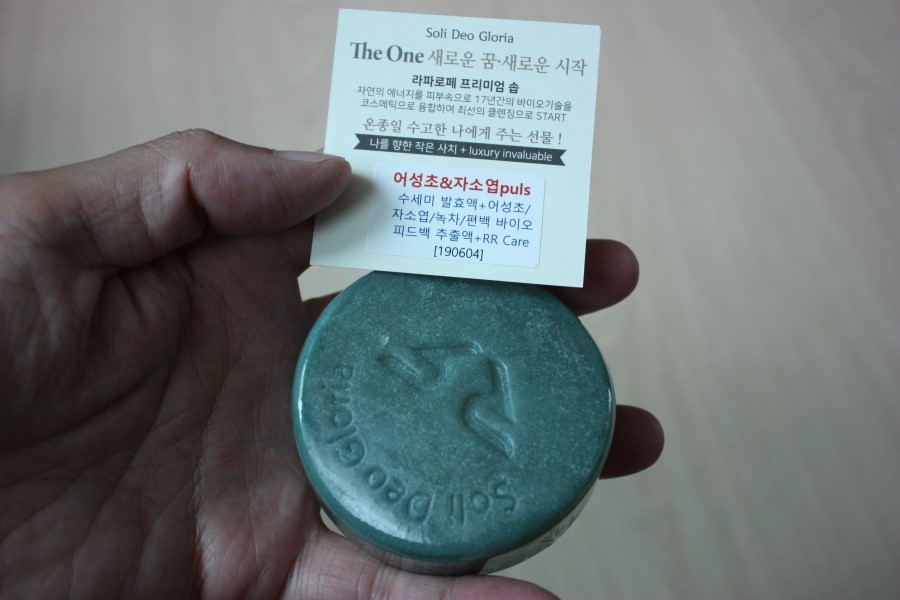 Soli Deo Gloria
The One 새로운 꿈·새로운 시작
라파로페 프리미엄 솝
자연의 에너지를 피부속으로 17년간의 바이오기술을
코스메틱으로 융합하여 최선의 클렌징으로 START
온종일 수고한 나에게 주는 선물 !
나를 향한 작은 사치 + luxury invaluable
어성초&자소엽puls
수세미 발효액+어성초/
자소엽/녹차/편백 바이오
피드백 추출액+RR Care
[190604]
Soli Deo Gloria